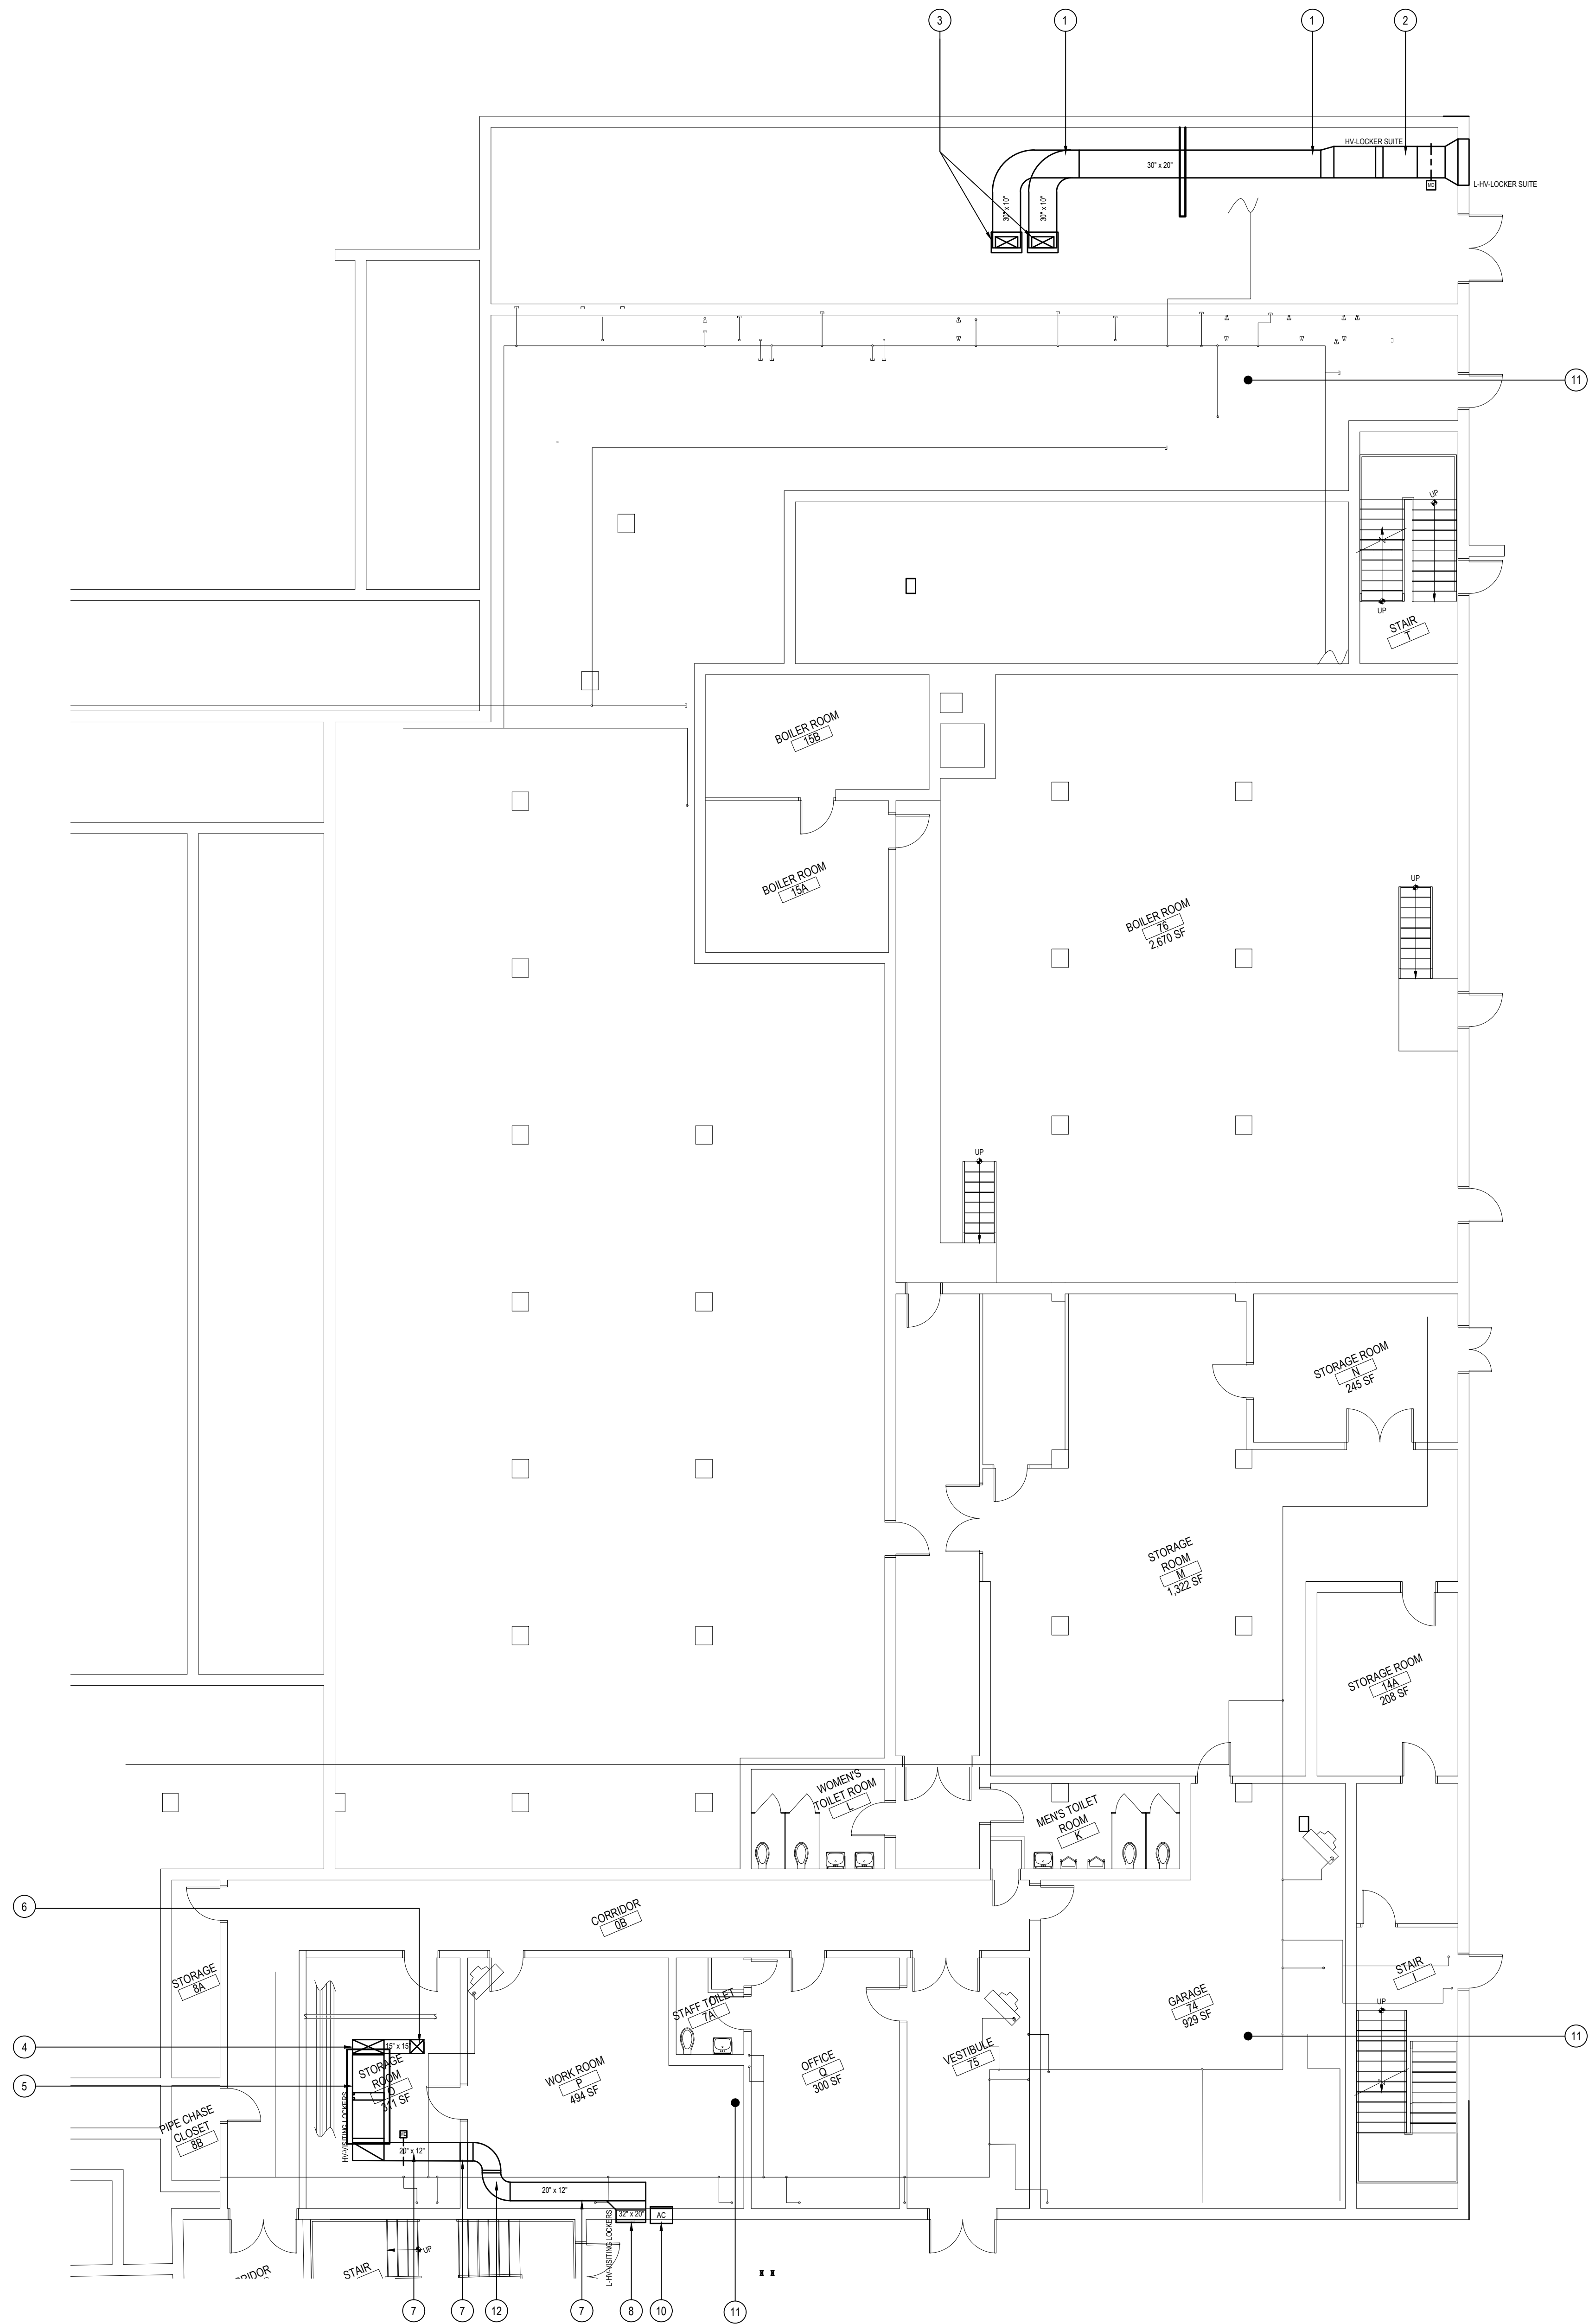 3
1
1
2
HV-LOCKER SUITE
30" x 20"
MD
L-HV-LOCKER SUITE
30" x 10"
30" x 10"
11
UP
UP
STAIR
T
BOILER ROOM
15B
BOILER ROOM
15A
UP
BOILER ROOM
76
2,670 SF
UP
STORAGE ROOM
N
245 SF
STORAGE
ROOM
M
1,322 SF
STORAGE ROOM
14A
208 SF
WOMEN'S
TOILET ROOM
L
MEN'S TOILET
ROOM
K
6
CORRIDOR
0B
STORAGE
8A
STAFF TOILET
7A
STAIR
I
UP
GARAGE
74
929 SF
11
4
15" x 15"
5
STORAGE
ROOM
O
311 SF
WORK ROOM
P
494 SF
OFFICE
Q
300 SF
VESTIBULE
75
PIPE CHASE
CLOSET
8B
HV-VISITING LOCKERS
20" x 12"
20" x 12"
32" x 20"
AC
L-HV-VISITING LOCKERS
UP
STAIR
7
7
12
7
8
10
11